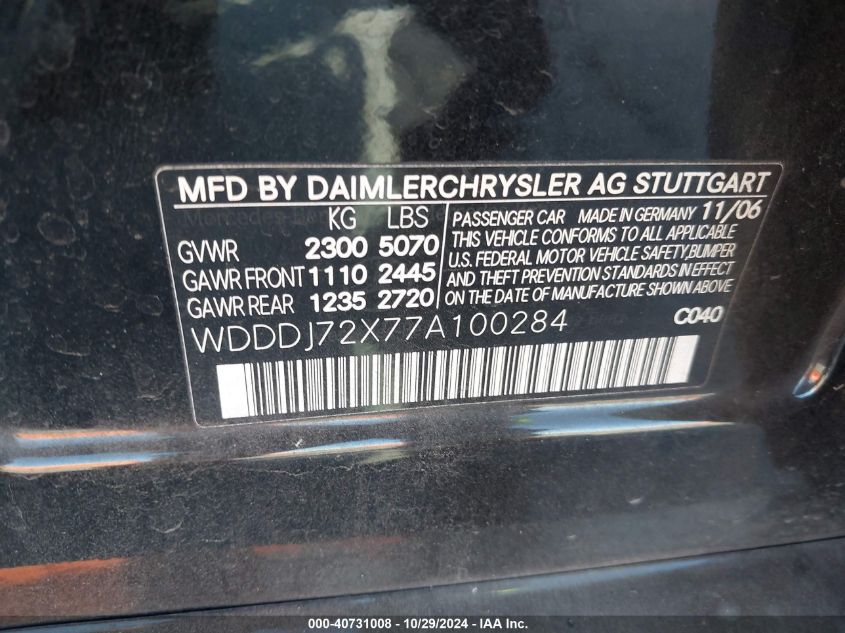 MFD BY DAIMLERCHRYSLER AG STUTTGART
KG LBS
GVWR 2300 5070
GAWR FRONT 1110 2445
GAWR REAR 1235 2720
PASSENGER CAR MADE IN GERMANY 11/06
THIS VEHICLE CONFORMS TO ALL APPLICABLE
U.S. FEDERAL MOTOR VEHICLE SAFETY, BUMPER
AND THEFT PREVENTION STANDARDS IN EFFECT
ON THE DATE OF MANUFACTURE SHOWN ABOVE
WDDDJ72X77A100284
C040
000-40731008 - 10/29/2024 - IAA Inc.